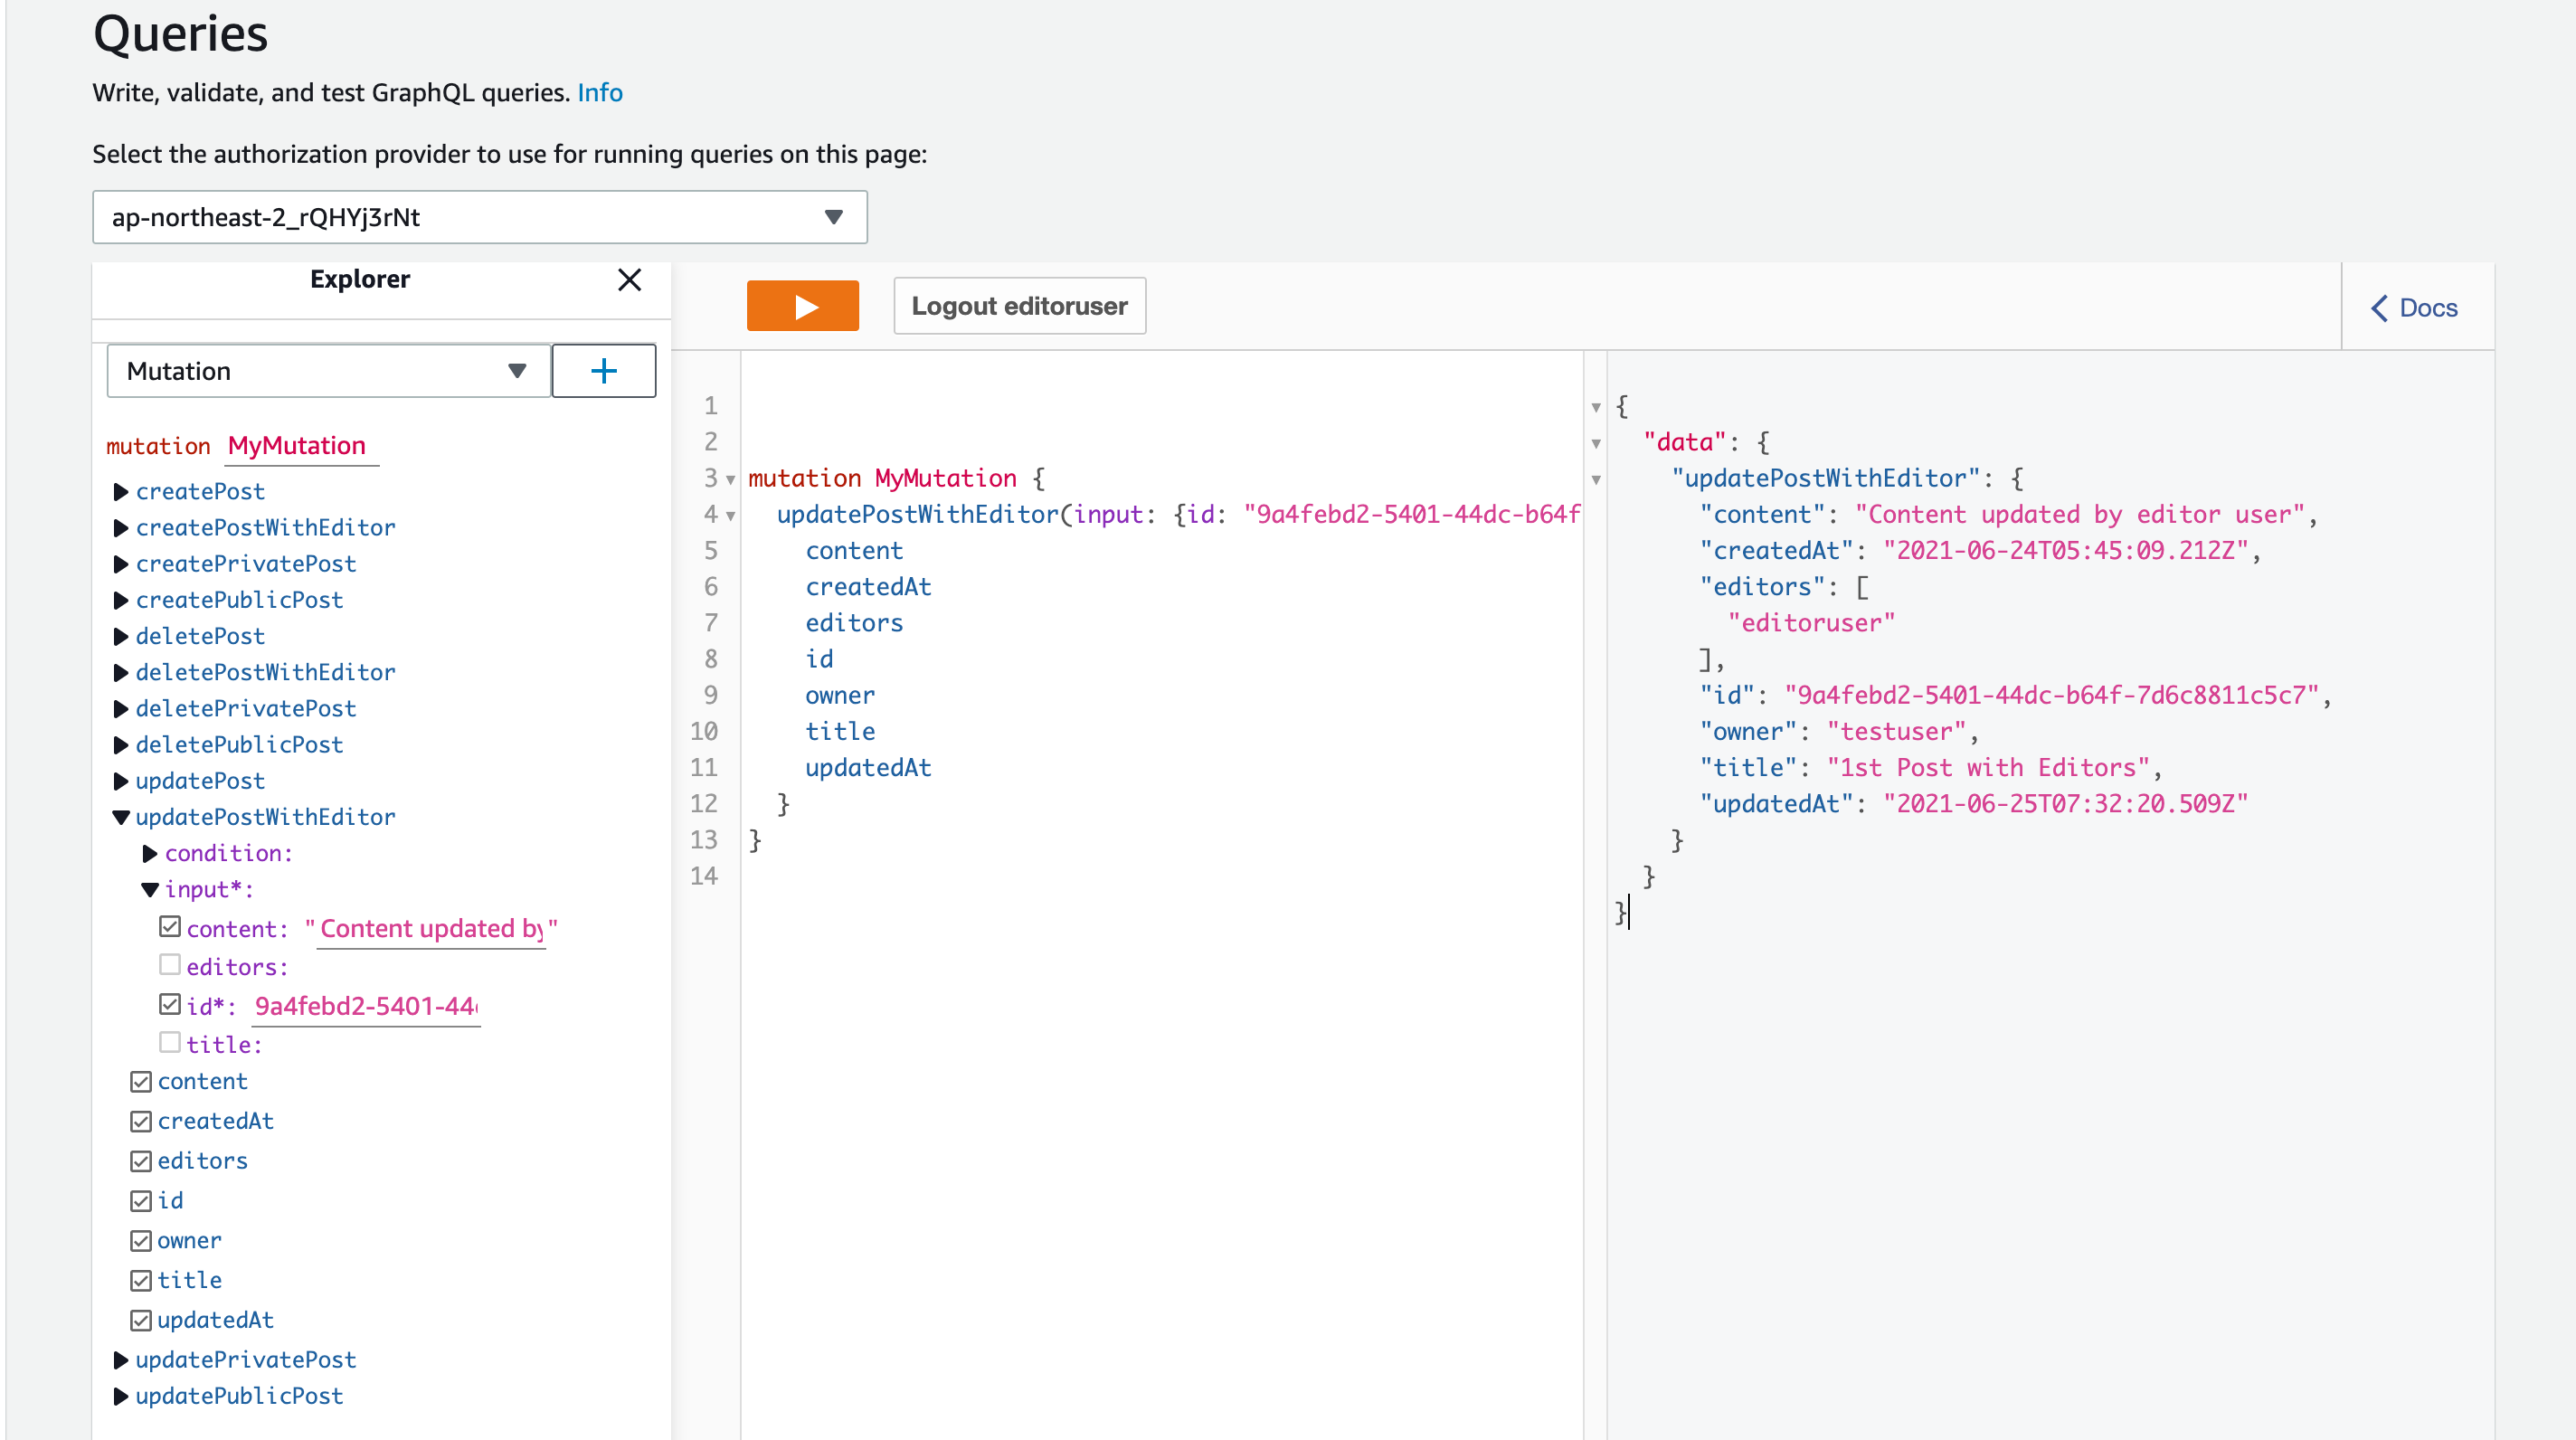 Queries
Write, validate, and test GraphQL queries. Info
Select the authorization provider to use for running queries on this page:
ap-northeast-2_rQHYj3rNt
Explorer
Mutation
mutation MyMutation
createPost
createPostWithEditor
createPrivatePost
createPublicPost
deletePost
deletePostWithEditor
deletePrivatePost
deletePublicPost
updatePost
updatePostWithEditor
condition:
input*:
content: "Content updated by"
editors:
id*: 9a4febd2-5401-44
title:
content
createdAt
editors
id
owner
title
updatedAt
updatePrivatePost
updatePublicPost
Logout editoruser
Docs
1
2
3 mutation MyMutation {
4 updatePostWithEditor(input: {id: "9a4febd2-5401-44dc-b64f
5 content
6 createdAt
7 editors
8 id
9 owner
10 title
11 updatedAt
12 }
13 }
14
{
"data": {
"updatePostWithEditor": {
"content": "Content updated by editor user",
"createdAt": "2021-06-24T05:45:09.212Z",
"editors": [
"editoruser"
],
"id": "9a4febd2-5401-44dc-b64f-7d6c8811c5c7",
"owner": "testuser",
"title": "1st Post with Editors",
"updatedAt": "2021-06-25T07:32:20.509Z"
}
}
}